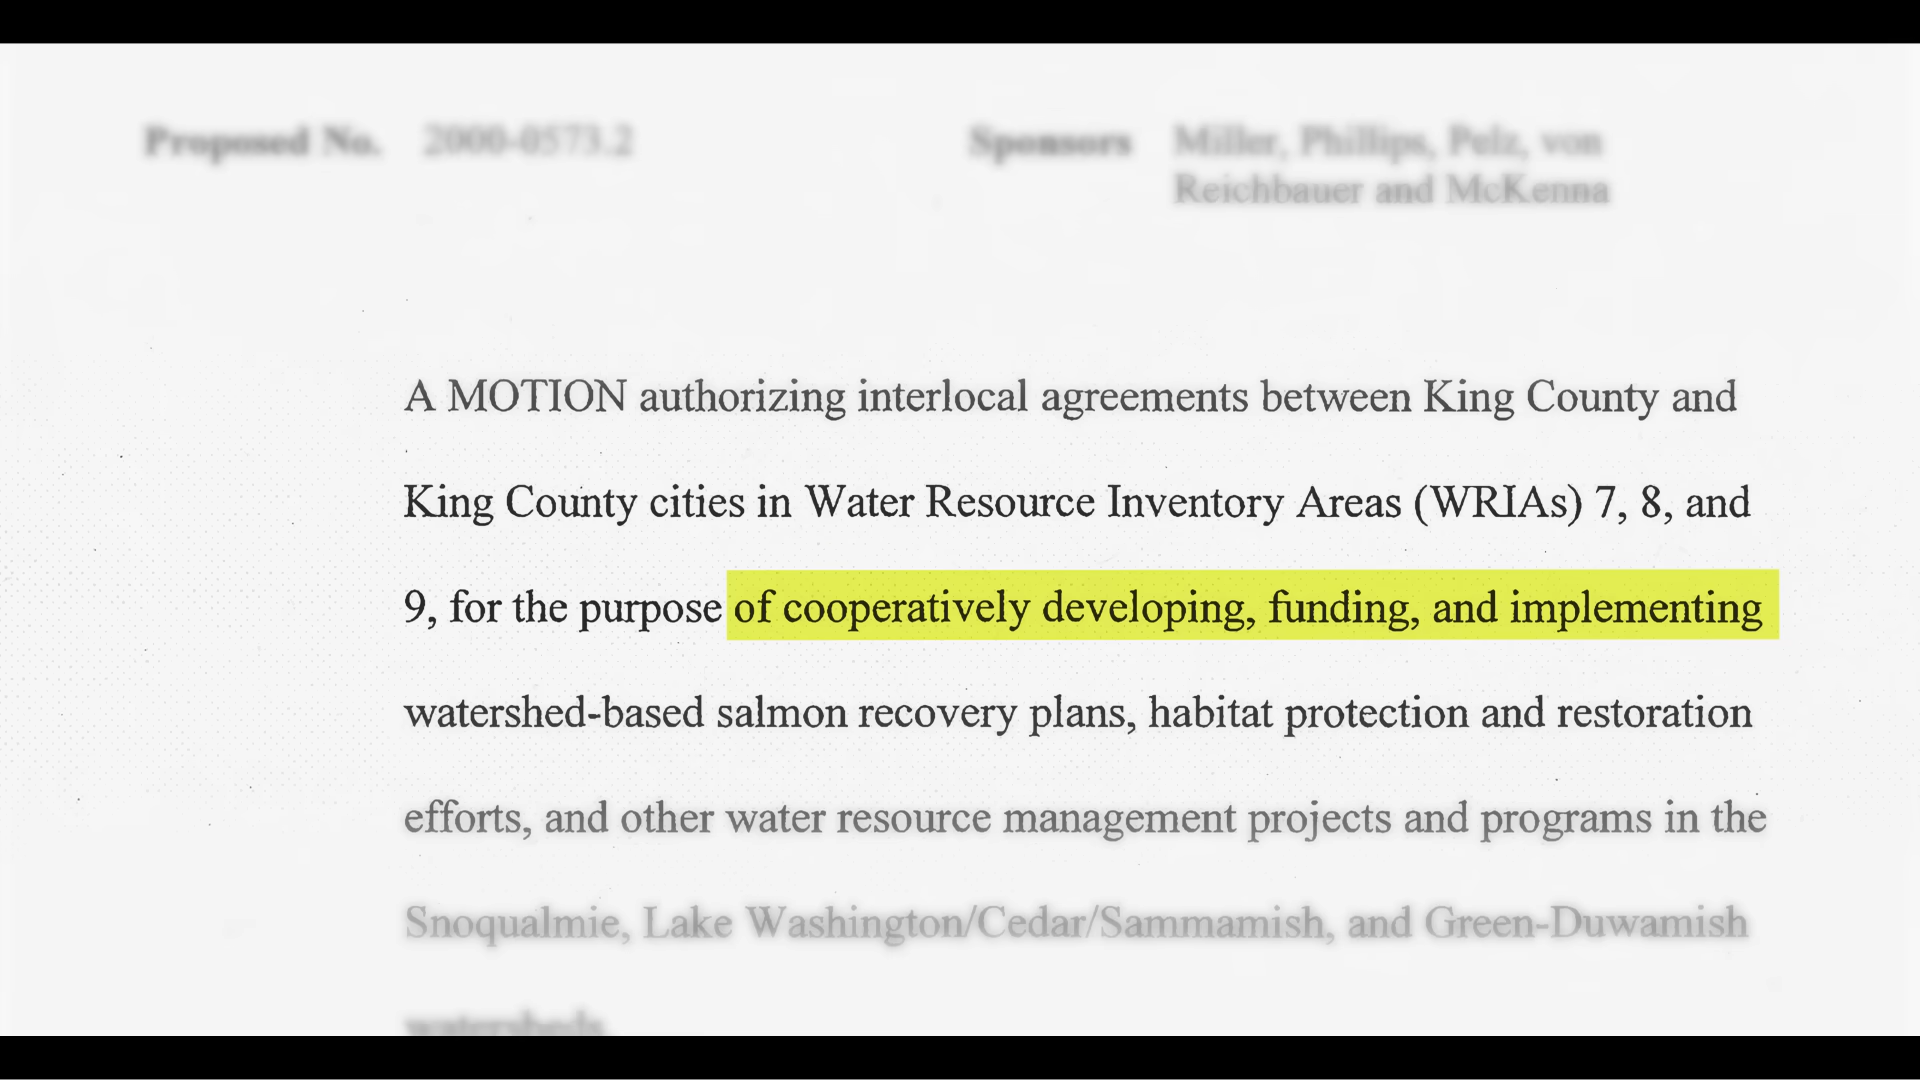 Proposed No. 2000-0573.2 Sponsors Miller, Phillips, Pelz, von
Reichbauer and McKenna
A MOTION authorizing interlocal agreements between King County and
King County cities in Water Resource Inventory Areas (WRIAs) 7, 8, and
9, for the purpose of cooperatively developing, funding, and implementing
watershed-based salmon recovery plans, habitat protection and restoration
efforts, and other water resource management projects and programs in the
Snoqualmie, Lake Washington/Cedar/Sammamish, and Green-Duwamish
watersheds.